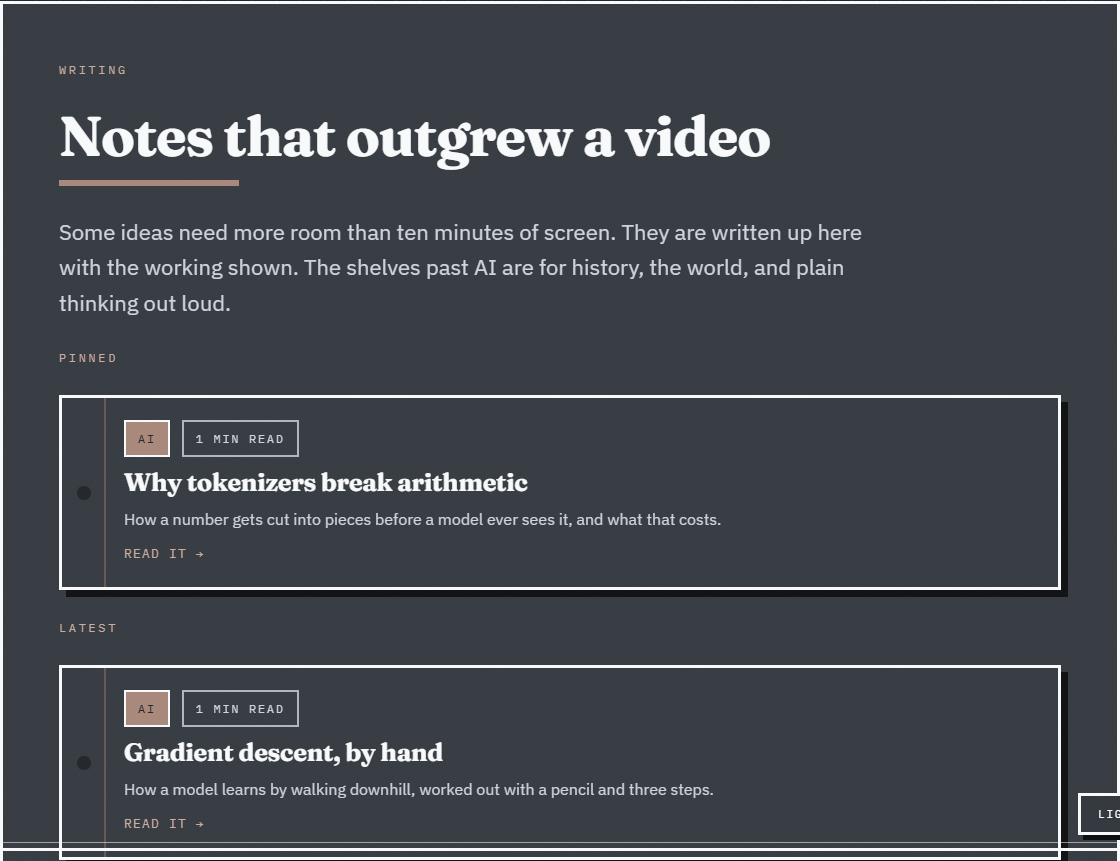 WRITING
Notes that outgrew a video
Some ideas need more room than ten minutes of screen. They are written up here
with the working shown. The shelves past AI are for history, the world, and plain
thinking out loud.
PINNED
AI 1 MIN READ
Why tokenizers break arithmetic
How a number gets cut into pieces before a model ever sees it, and what that costs.
READ IT →
LATEST
AI 1 MIN READ
Gradient descent, by hand
How a model learns by walking downhill, worked out with a pencil and three steps.
READ IT →